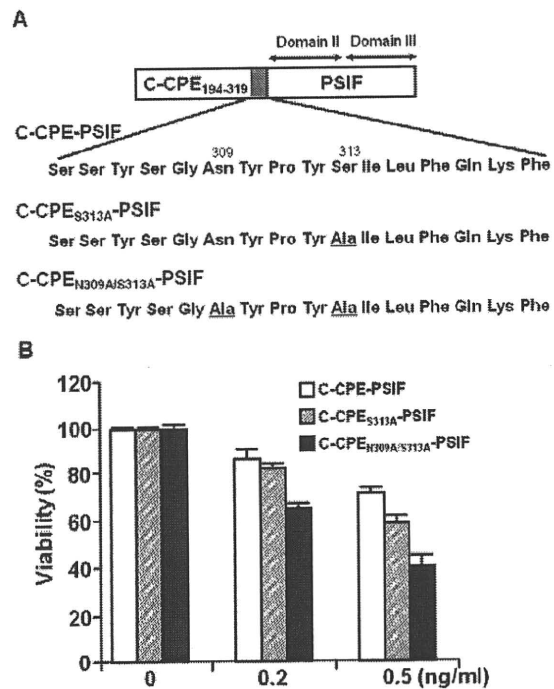 A
Domain II Domain III
C-CPE194-319 PSIF
C-CPE-PSIF
309 313
Ser Ser Tyr Ser Gly Asn Tyr Pro Tyr Ser Ile Leu Phe Gln Lys Phe
C-CPES313A-PSIF
Ser Ser Tyr Ser Gly Asn Tyr Pro Tyr Ala Ile Leu Phe Gln Lys Phe
C-CPEN309A/S313A-PSIF
Ser Ser Tyr Ser Gly Ala Tyr Pro Tyr Ala Ile Leu Phe Gln Lys Phe
B
120
100
80
60
40
20
0
Viability (%)
C-CPE-PSIF
C-CPES313A-PSIF
C-CPEN309A/S313A-PSIF
0 0.2 0.5 (ng/ml)